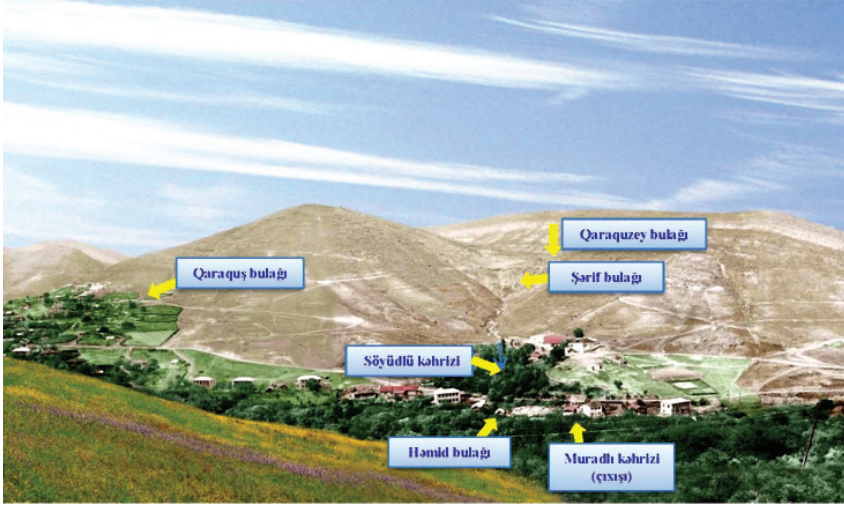 Qaraquzey bulağı
Qaraquş bulağı
Şərif bulağı
Söyüdlü kəhrizi
Həmid bulağı
Muradlı kəhrizi
(çıxışı)